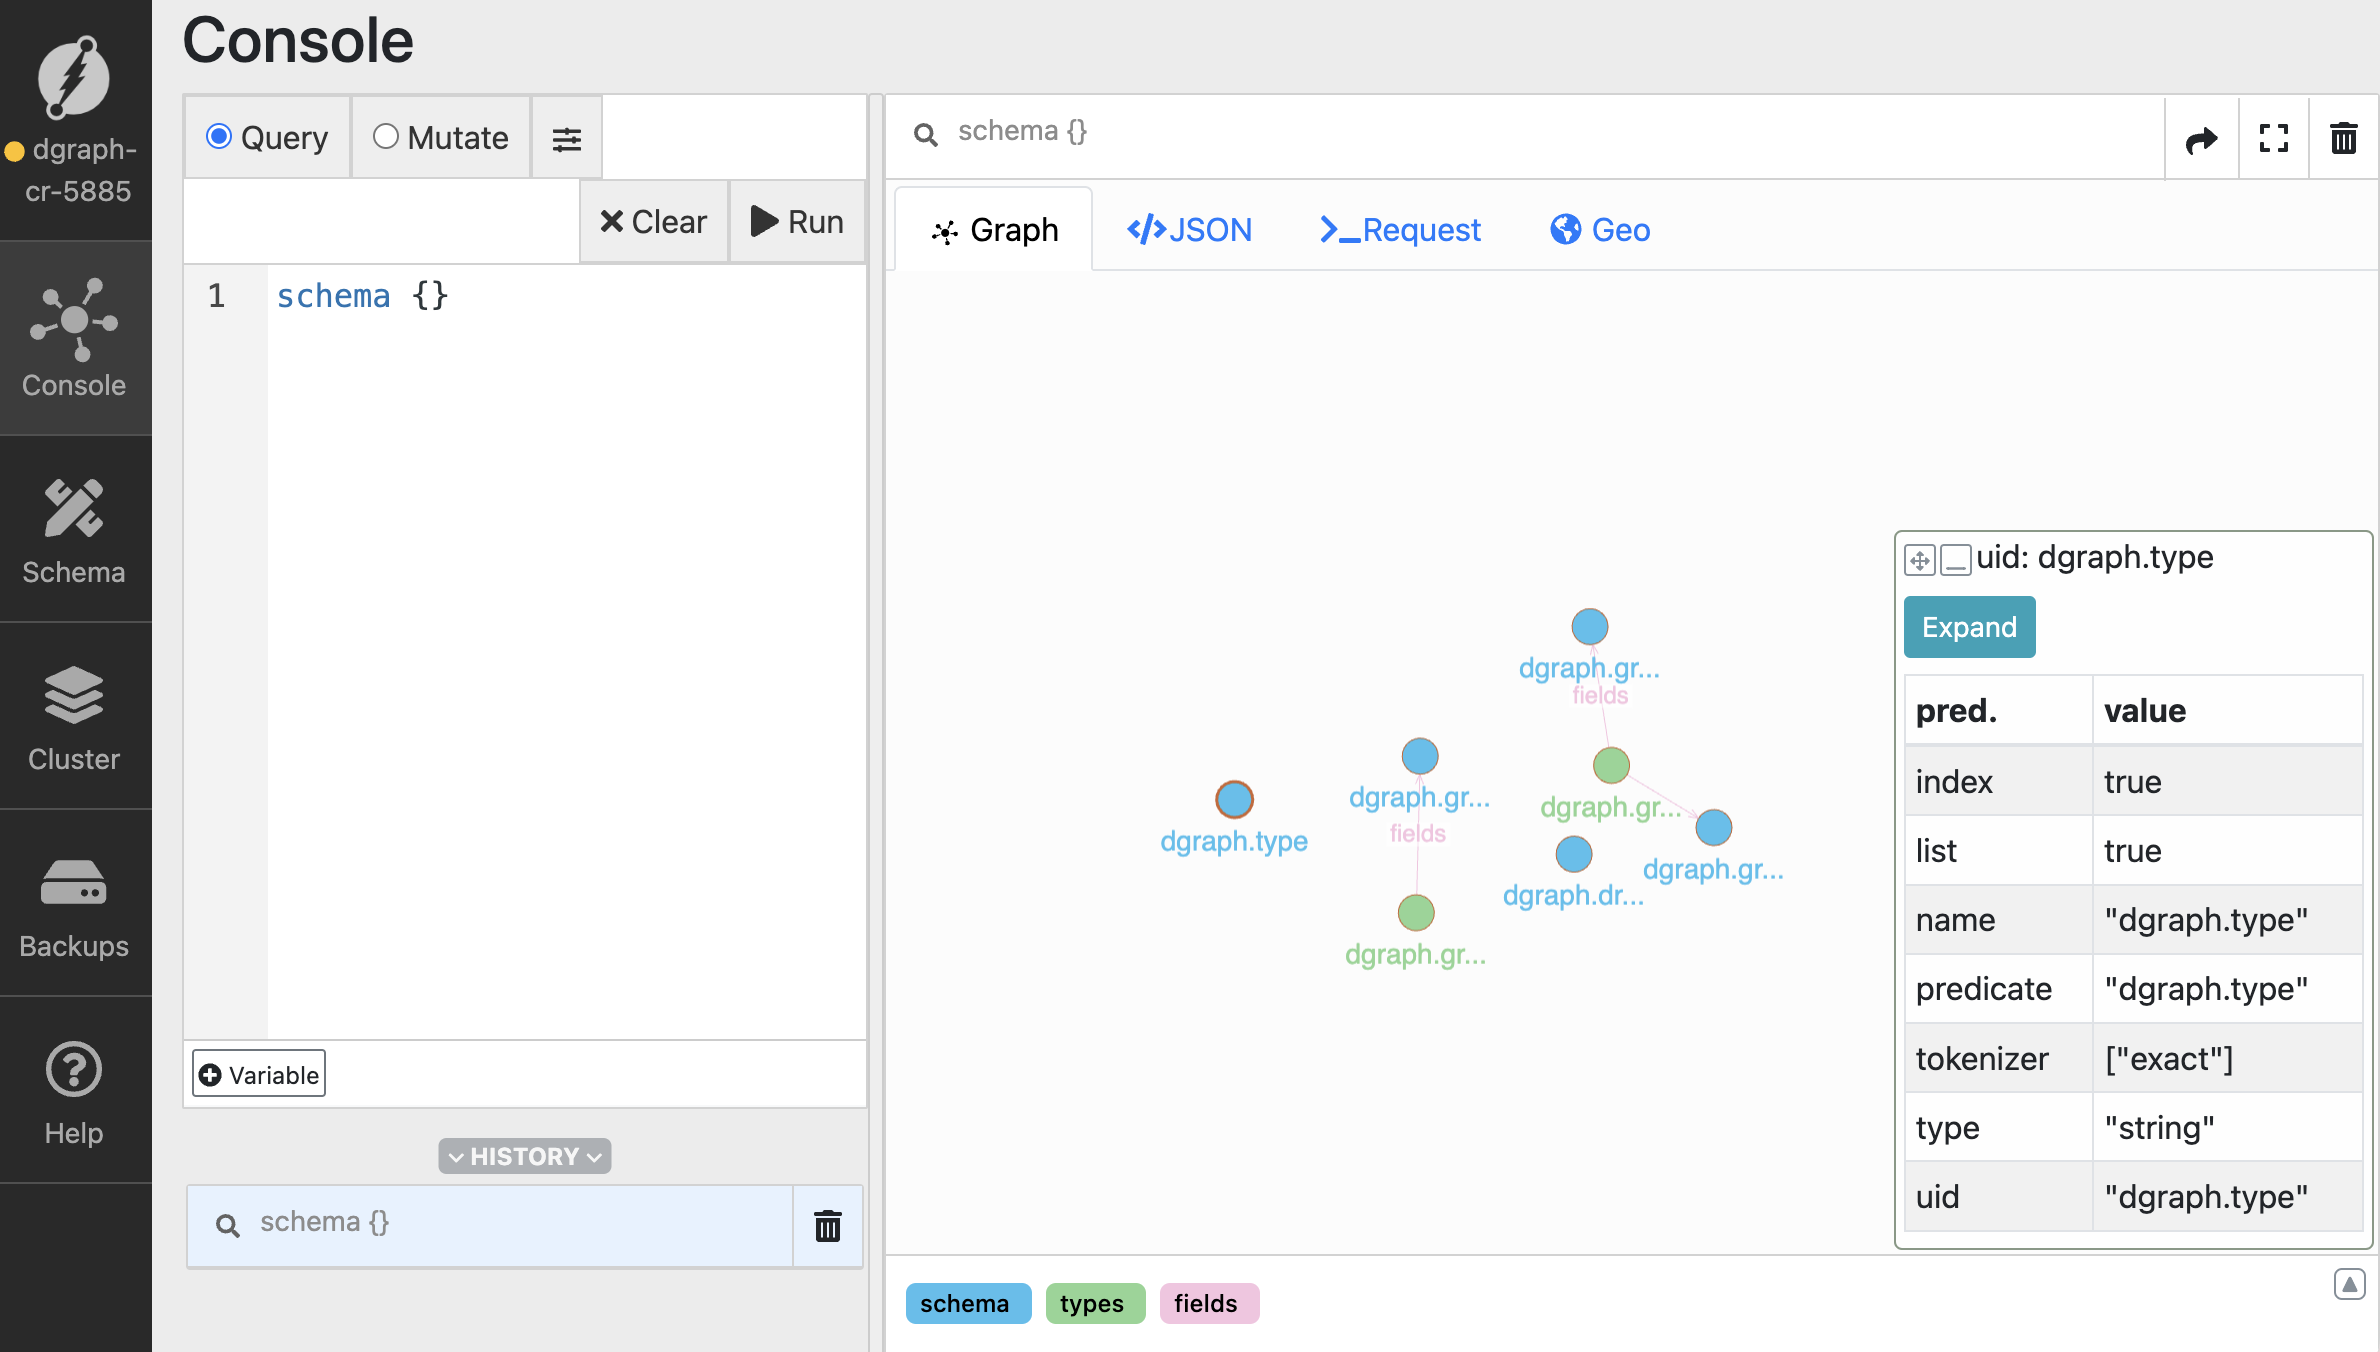 Console
dgraph-
cr-5885
Console
Schema
Cluster
Backups
Help
Query
Mutate
Clear
Run
1 schema {}
Variable
HISTORY
schema {}
schema {}
Graph
JSON
Request
Geo
dgraph.gr...
fields
dgraph.gr...
fields
dgraph.gr...
dgraph.type
dgraph.gr...
dgraph.dr...
dgraph.gr...
uid: dgraph.type
Expand
pred. value
index true
list true
name "dgraph.type"
predicate "dgraph.type"
tokenizer ["exact"]
type "string"
uid "dgraph.type"
schema types fields